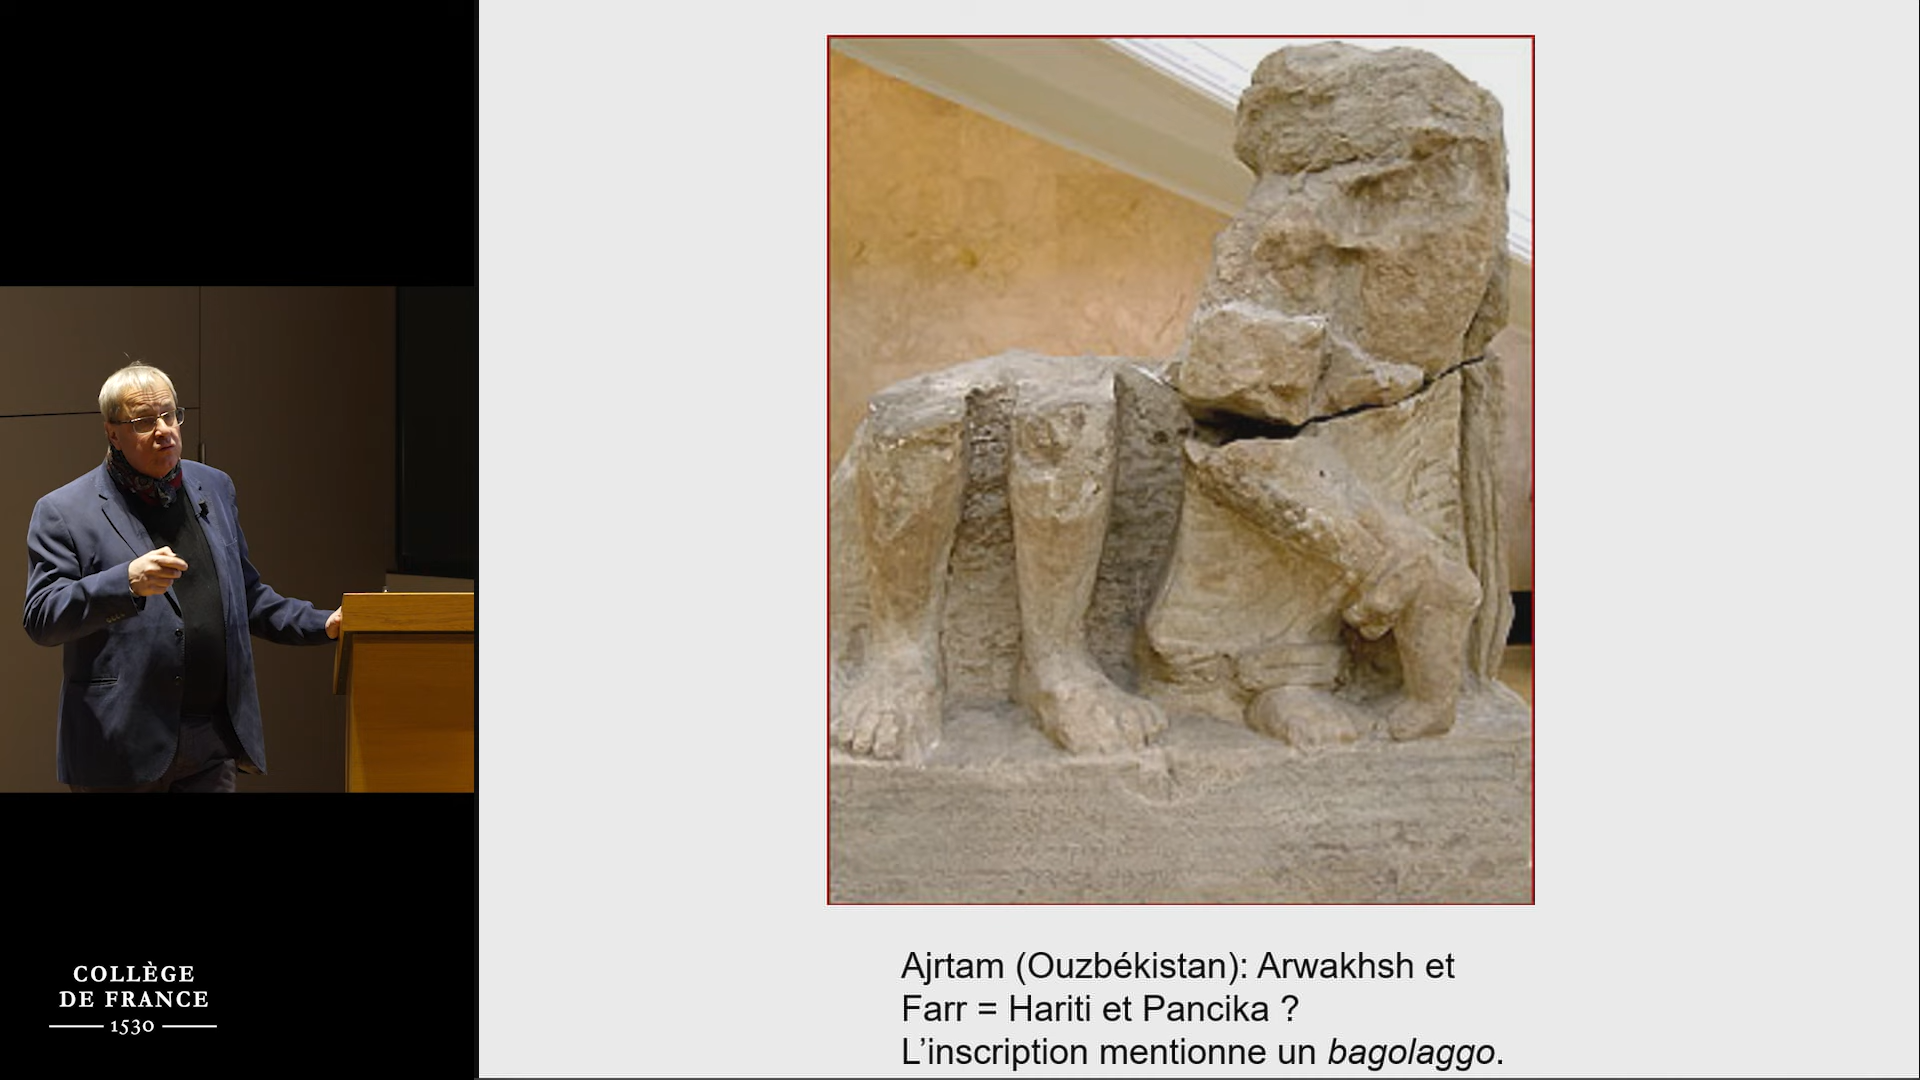 COLLÈGE
DE FRANCE
1530
Ajrtam (Ouzbékistan): Arwakhsh et
Farr = Hariti et Pancika ?
L’inscription mentionne un bagolaggo.